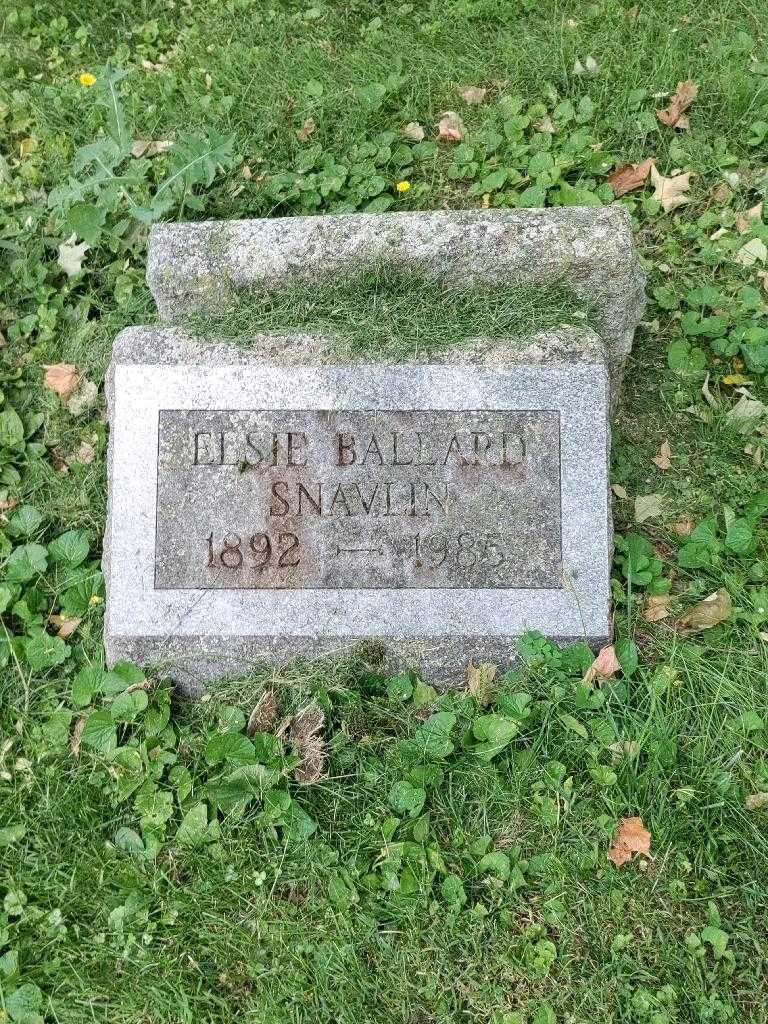 ELSIE BALLARD
SNAVLIN
1892 — 1985